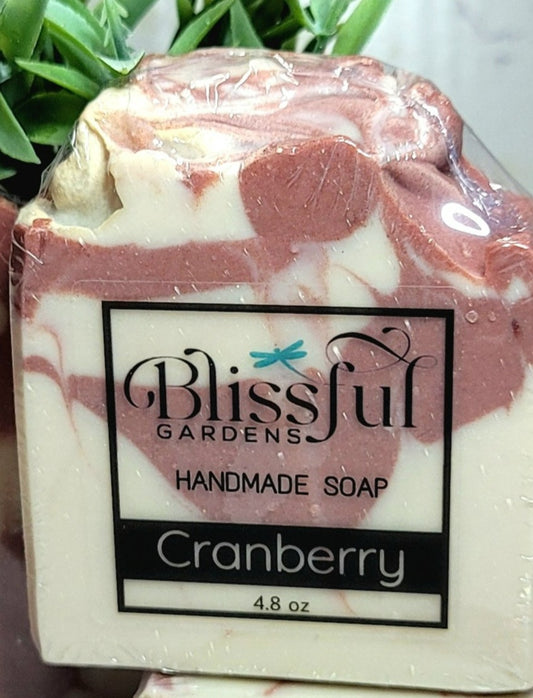 Blissful
GARDENS
HANDMADE SOAP
Cranberry
4.8 oz